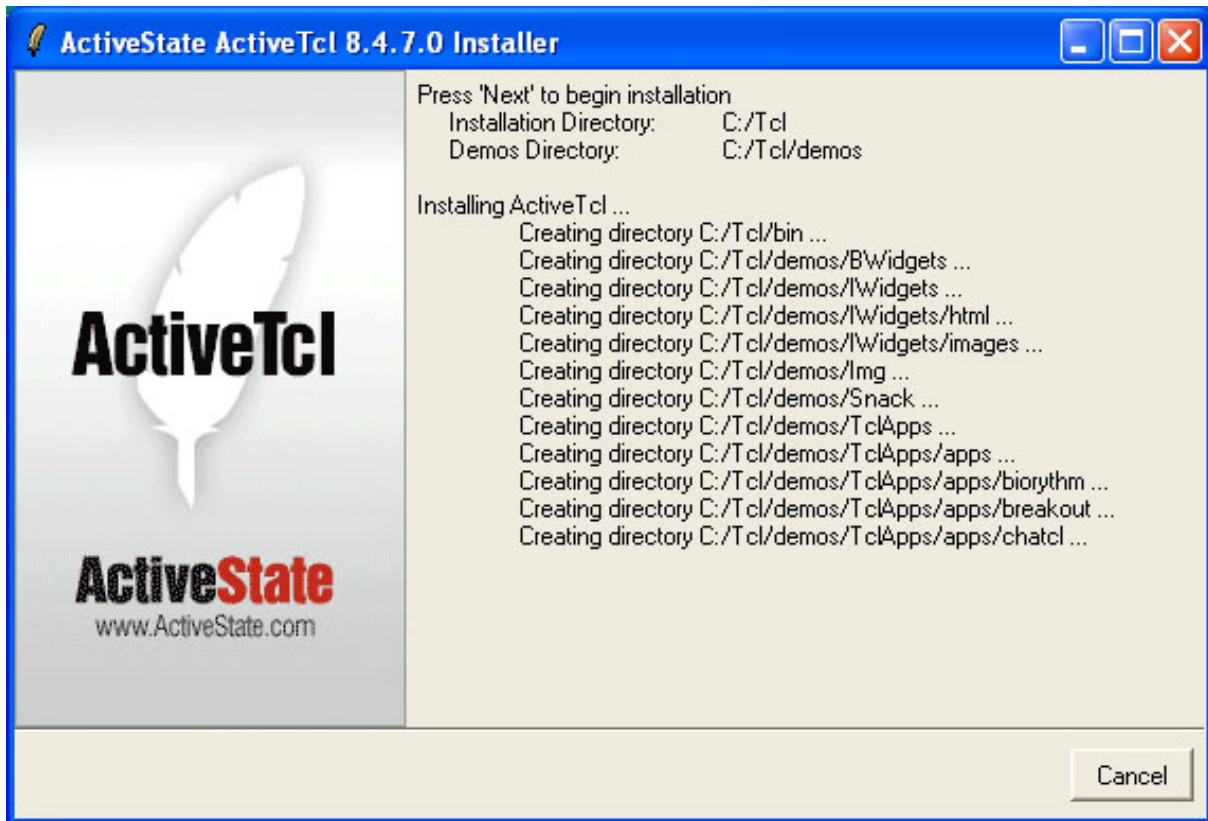 ActiveState ActiveTcl 8.4.7.0 Installer
Press 'Next' to begin installation
Installation Directory: C:/Tcl
Demos Directory: C:/Tcl/demos
Installing ActiveTcl ...
Creating directory C:/Tcl/bin ...
Creating directory C:/Tcl/demos/BWidgets ...
Creating directory C:/Tcl/demos/IWidgets ...
Creating directory C:/Tcl/demos/IWidgets/html ...
Creating directory C:/Tcl/demos/IWidgets/images ...
Creating directory C:/Tcl/demos/Img ...
Creating directory C:/Tcl/demos/Snack ...
Creating directory C:/Tcl/demos/TclApps ...
Creating directory C:/Tcl/demos/TclApps/apps ...
Creating directory C:/Tcl/demos/TclApps/apps/biorythm ...
Creating directory C:/Tcl/demos/TclApps/apps/breakout ...
Creating directory C:/Tcl/demos/TclApps/apps/chatcl ...
ActiveTcl
ActiveState
www.ActiveState.com
Cancel